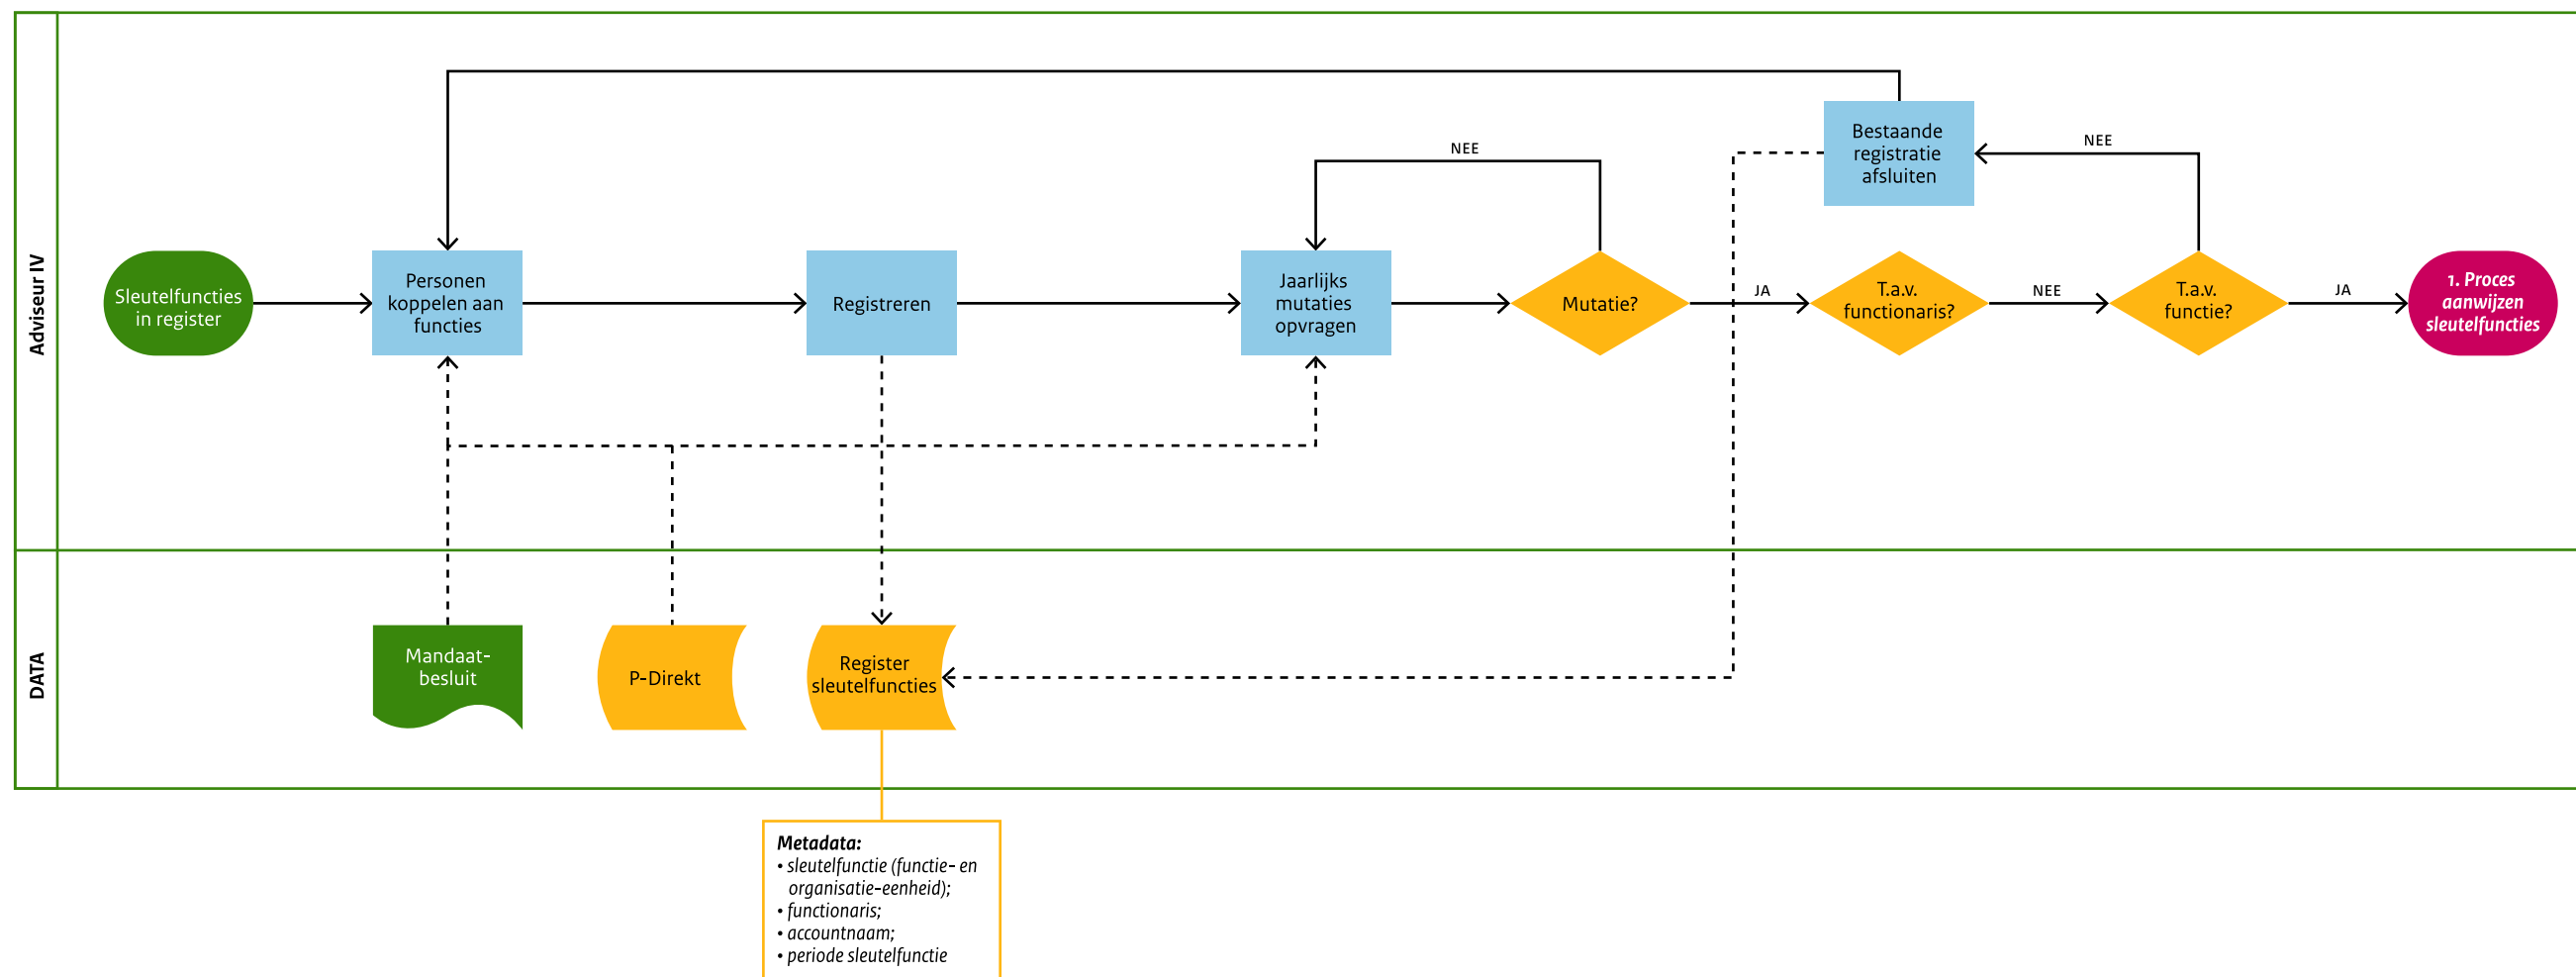 Adviseur IV
Sleutelfuncties
in register
Personen
koppelen aan
functies
Registreren
Jaarlijks
mutaties
opvragen
NEE
Mutatie?
JA
T.a.v.
functionaris?
NEE
T.a.v.
functie?
NEE
Bestaande
registratie
afsluiten
JA
1. Proces
aanwijzen
sleutelfuncties
DATA
Mandaat-
besluit
P-Direkt
Register
sleutelfuncties
Metadata:
• sleutelfunctie (functie- en
organisatie-eenheid);
• functionaris;
• accountnaam;
• periode sleutelfunctie